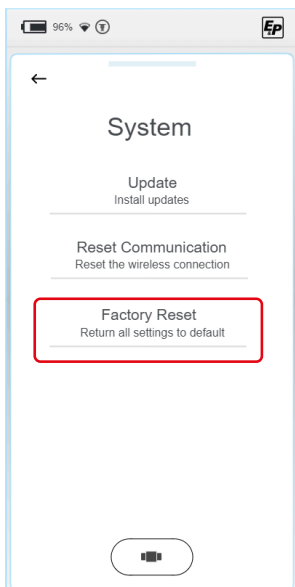 96%
EP
System
Update
Install updates
Reset Communication
Reset the wireless connection
Factory Reset
Return all settings to default